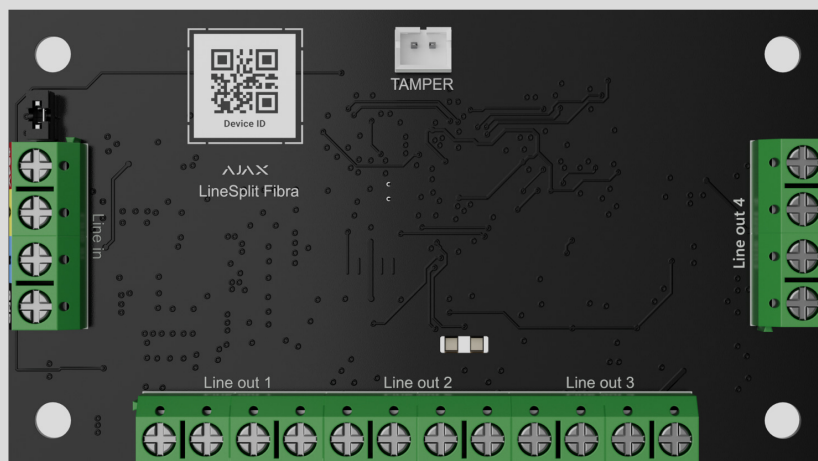 TAMPER
Device ID
AJAX
LineSplit Fibra
Line in
Line out 4
Line out 1
Line out 2
Line out 3